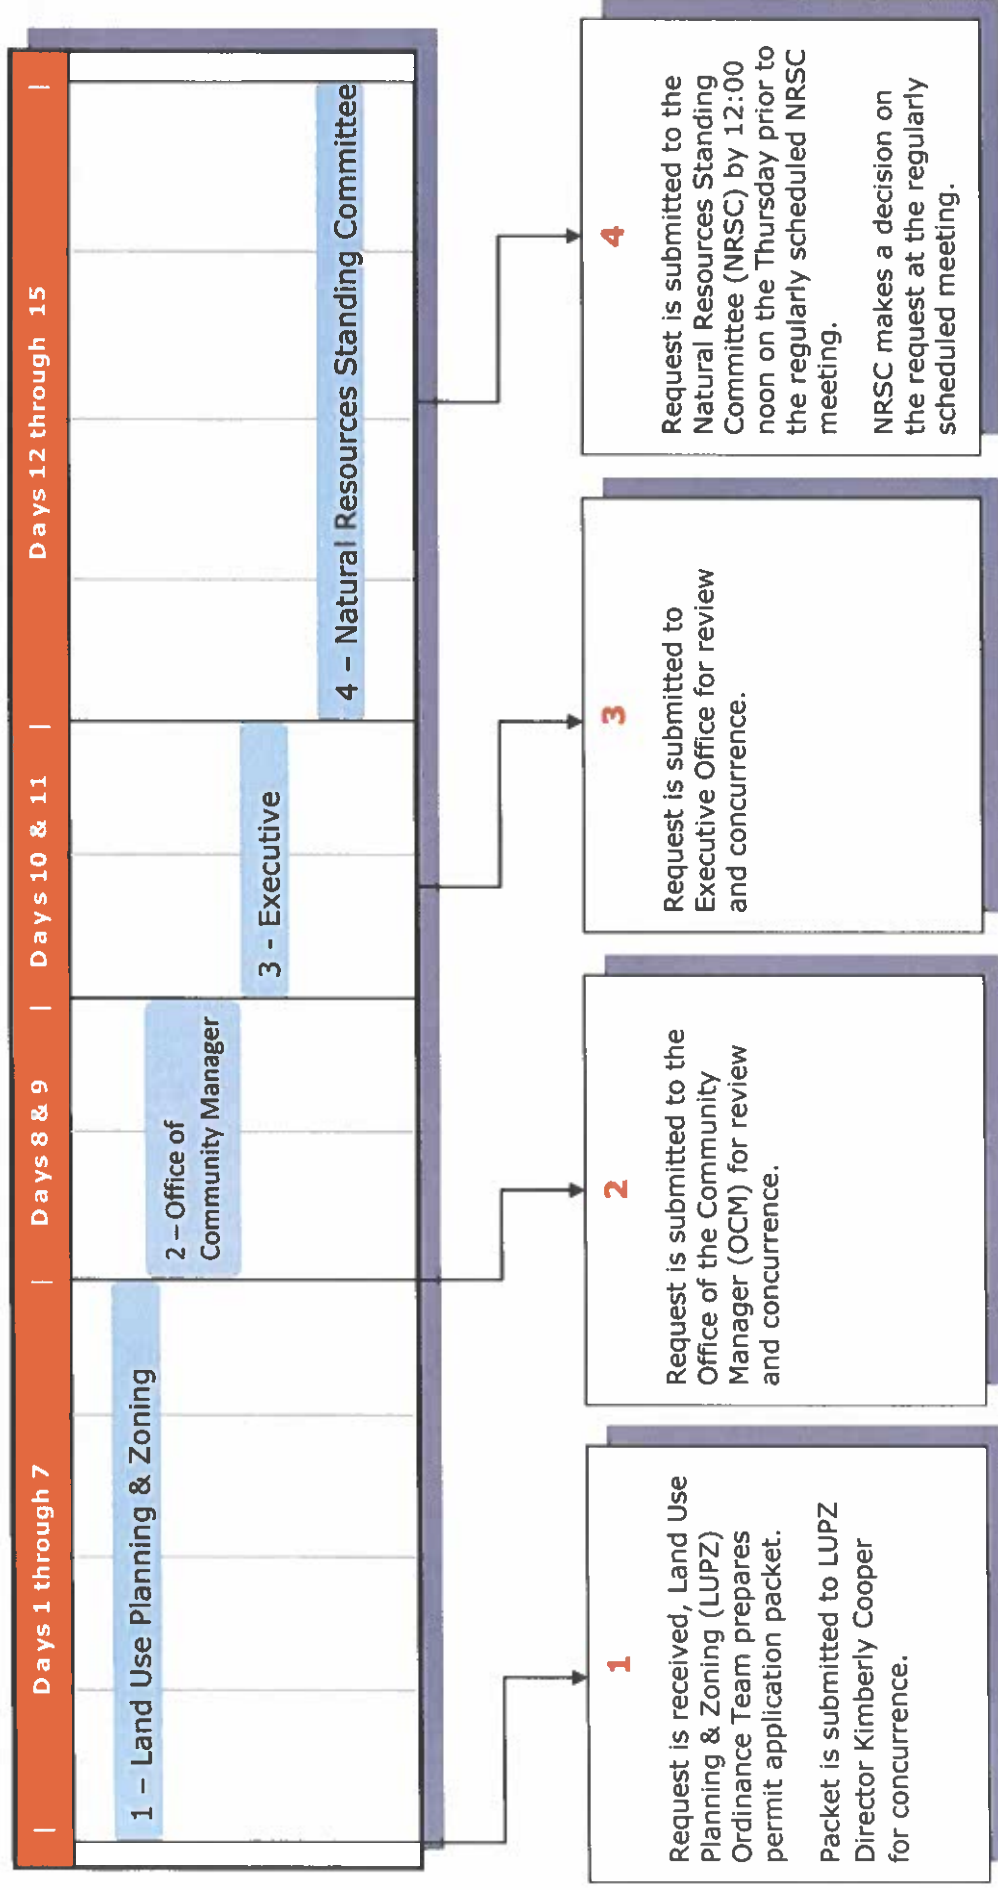 | Days 1 through 7 | Days 8 & 9 | Days 10 & 11 | Days 12 through 15 |
1 – Land Use Planning & Zoning
2 – Office of
Community Manager
3 - Executive
4 – Natural Resources Standing Committee
1
Request is received, Land Use
Planning & Zoning (LUPZ)
Ordinance Team prepares
permit application packet.
Packet is submitted to LUPZ
Director Kimberly Cooper
for concurrence.
2
Request is submitted to the
Office of the Community
Manager (OCM) for review
and concurrence.
3
Request is submitted to
Executive Office for review
and concurrence.
4
Request is submitted to the
Natural Resources Standing
Committee (NRSC) by 12:00
noon on the Thursday prior to
the regularly scheduled NRSC
meeting.
NRSC makes a decision on
the request at the regularly
scheduled meeting.